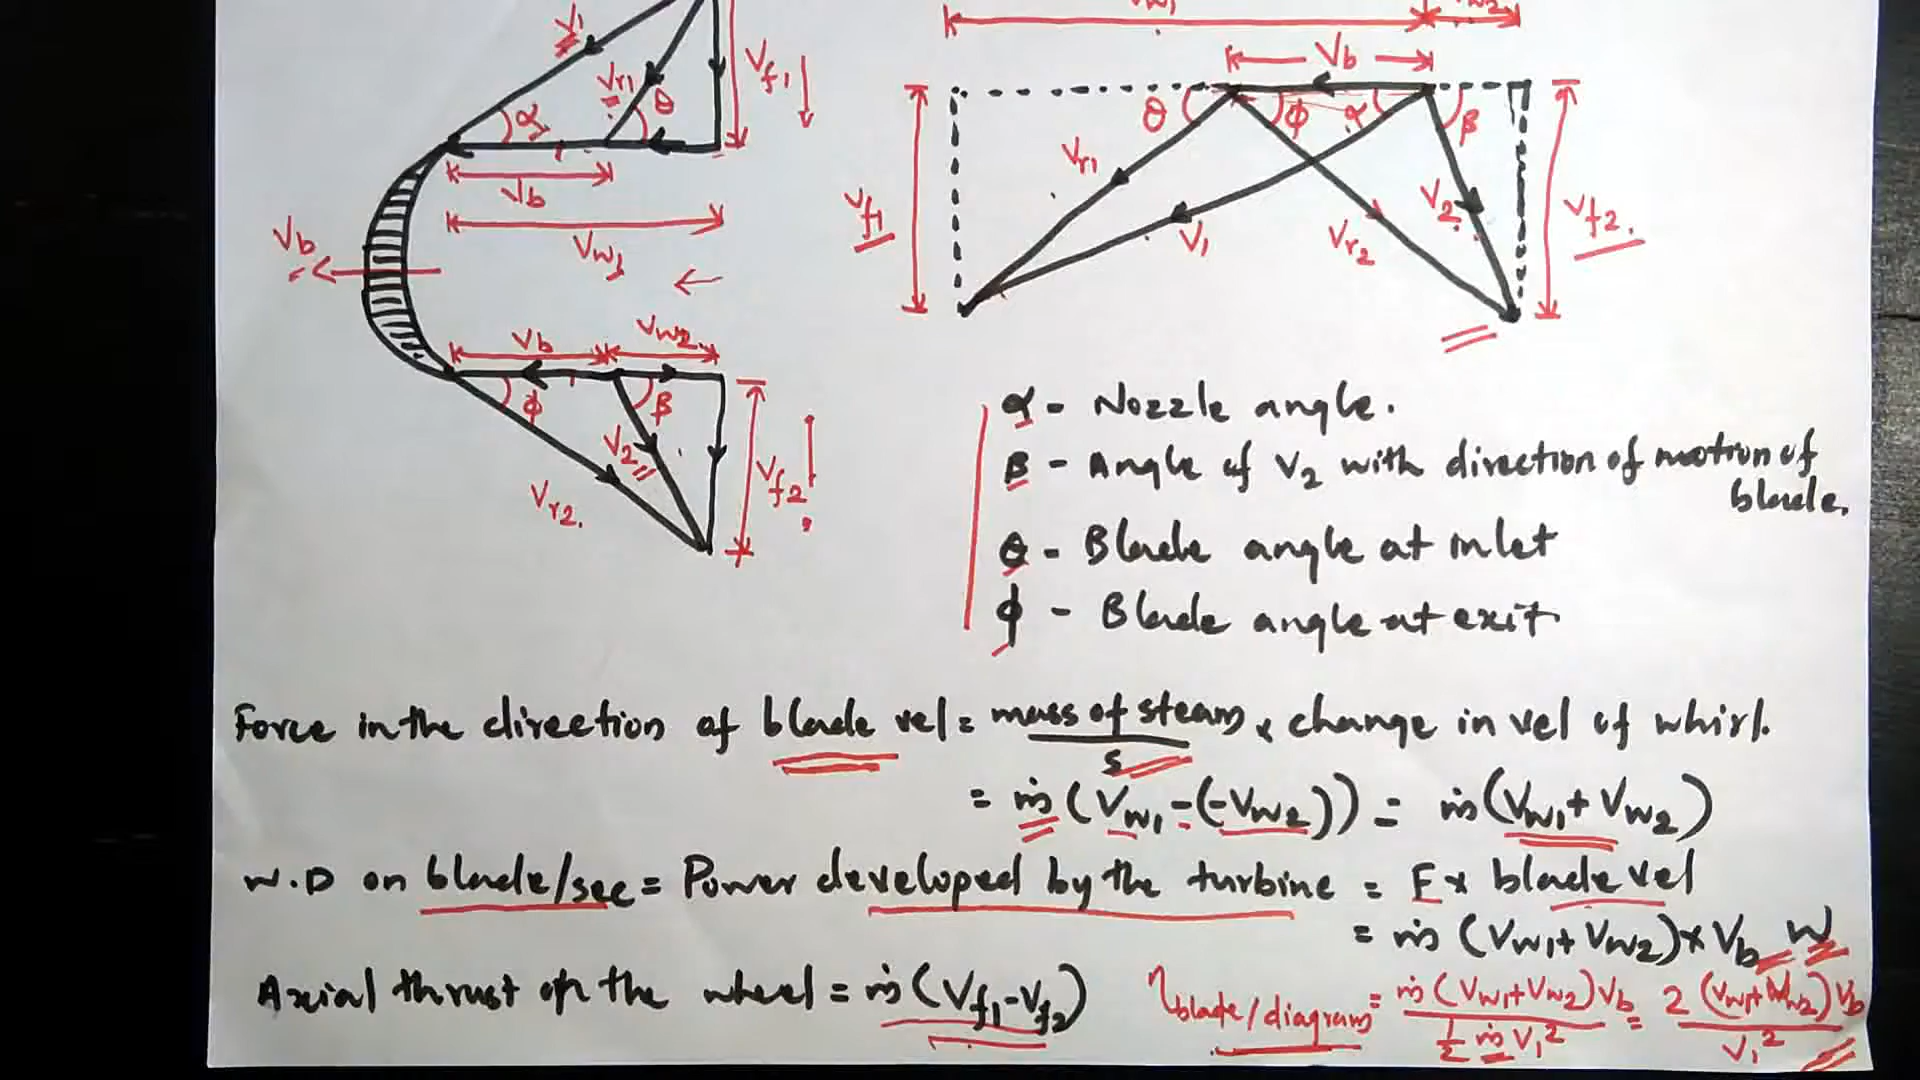 V1
Vr1
Vf1
α
θ
Vb
Vw1
Vb
Vb
Vw2
φ
β
V2
Vr2.
Vf2
Vb
θ
φ
α
β
Vr1
V1
Vr2
V2
Vf1
Vf2.
α - Nozzle angle.
β - Angle of V2 with direction of motion of
blade.
θ - Blade angle at inlet
φ - Blade angle at exit
Force in the direction of blade vel = mass of steam/s × change in vel of whirl.
= ṁ (Vw1 - (-Vw2)) = ṁ (Vw1 + Vw2)
W.D on blade/sec = Power developed by the turbine = F × blade vel
= ṁ (Vw1 + Vw2) × Vb W
Axial thrust on the wheel = ṁ (Vf1 - Vf2)
η blade/diagram = ṁ (Vw1 + Vw2) Vb / ½ ṁ V1² = 2 (Vw1 + Vw2) Vb / V1²